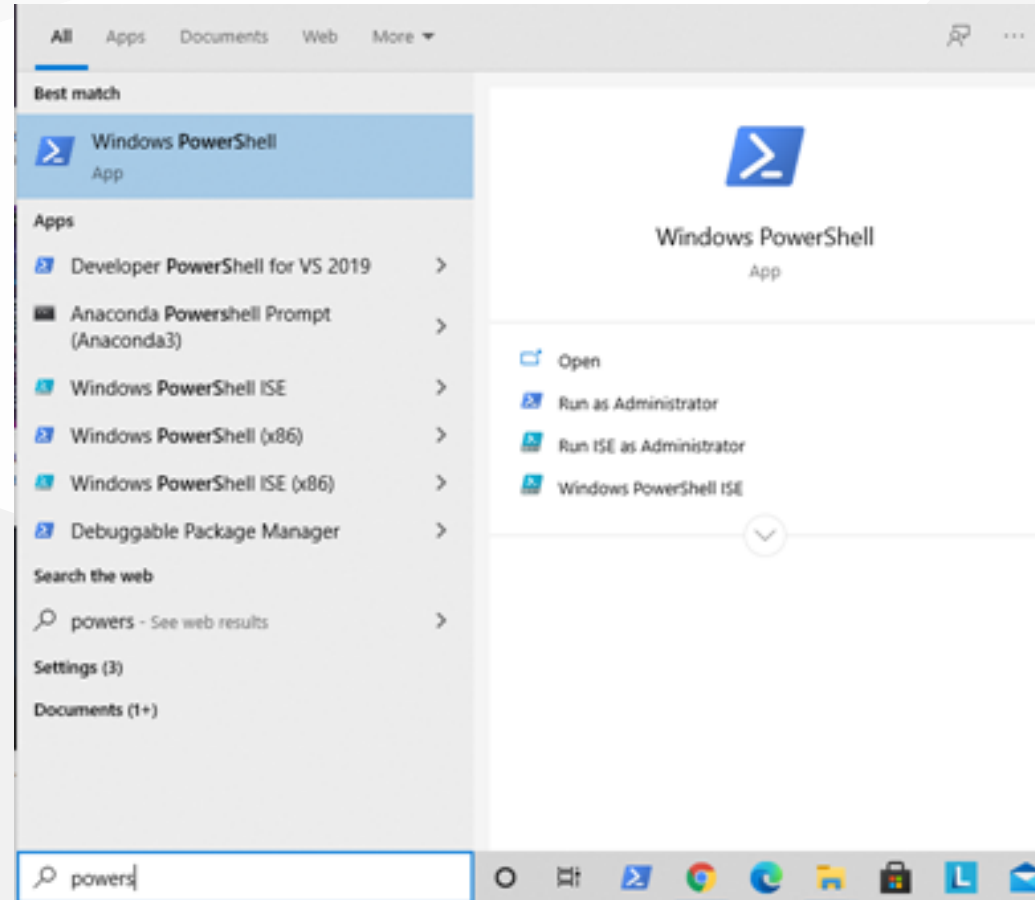 All Apps Documents Web More
Best match
Windows PowerShell
App
Apps
Developer PowerShell for VS 2019
Anaconda Powershell Prompt
(Anaconda3)
Windows PowerShell ISE
Windows PowerShell (x86)
Windows PowerShell ISE (x86)
Debuggable Package Manager
Search the web
powers - See web results
Settings (3)
Documents (1+)
powers
Windows PowerShell
App
Open
Run as Administrator
Run ISE as Administrator
Windows PowerShell ISE
L